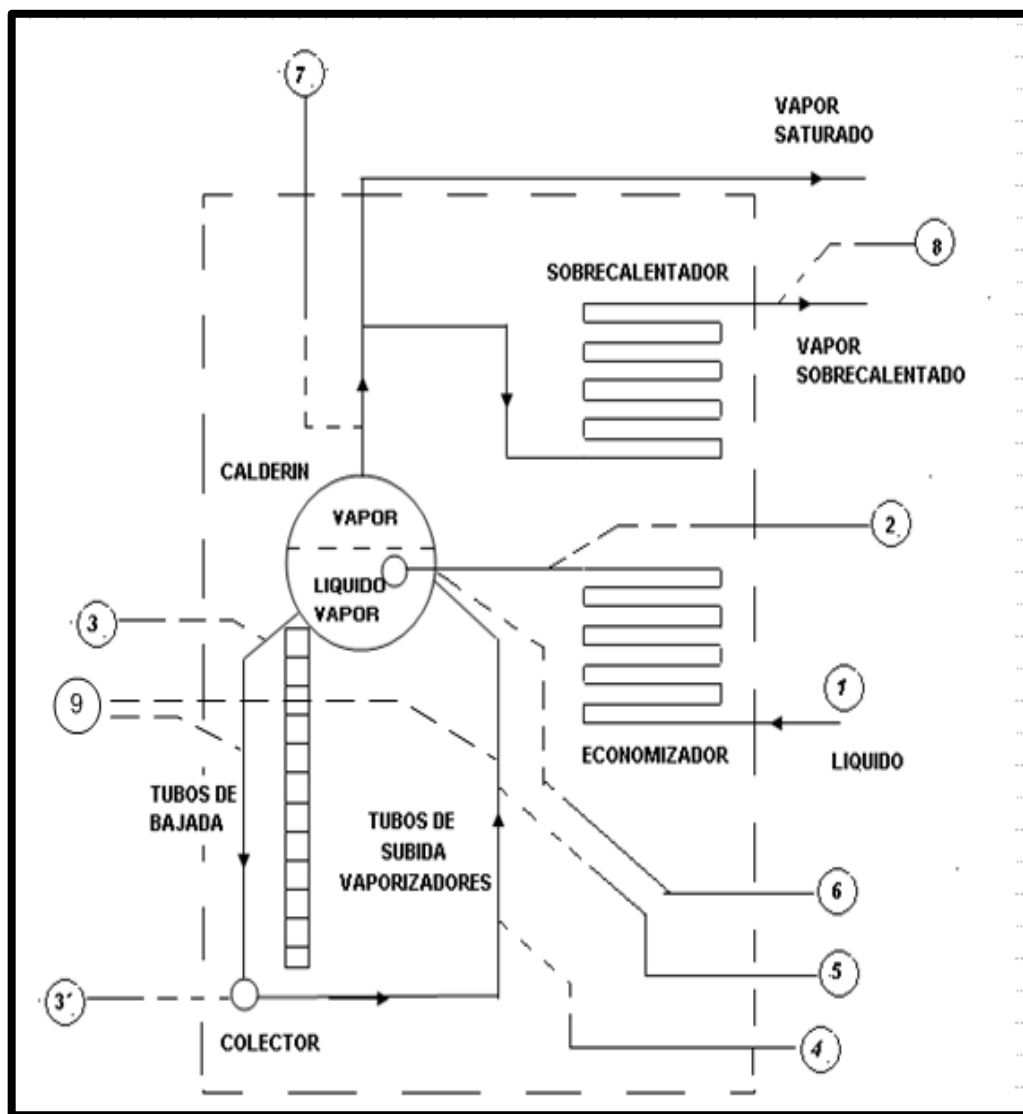 7
VAPOR
SATURADO
8
SOBRECALENTADOR
VAPOR
SOBRECALENTADO
CALDERIN
VAPOR
2
LIQUIDO
VAPOR
3
9
1
ECONOMIZADOR
LIQUIDO
TUBOS DE
BAJADA
TUBOS DE
SUBIDA
VAPORIZADORES
6
5
3´
COLECTOR
4